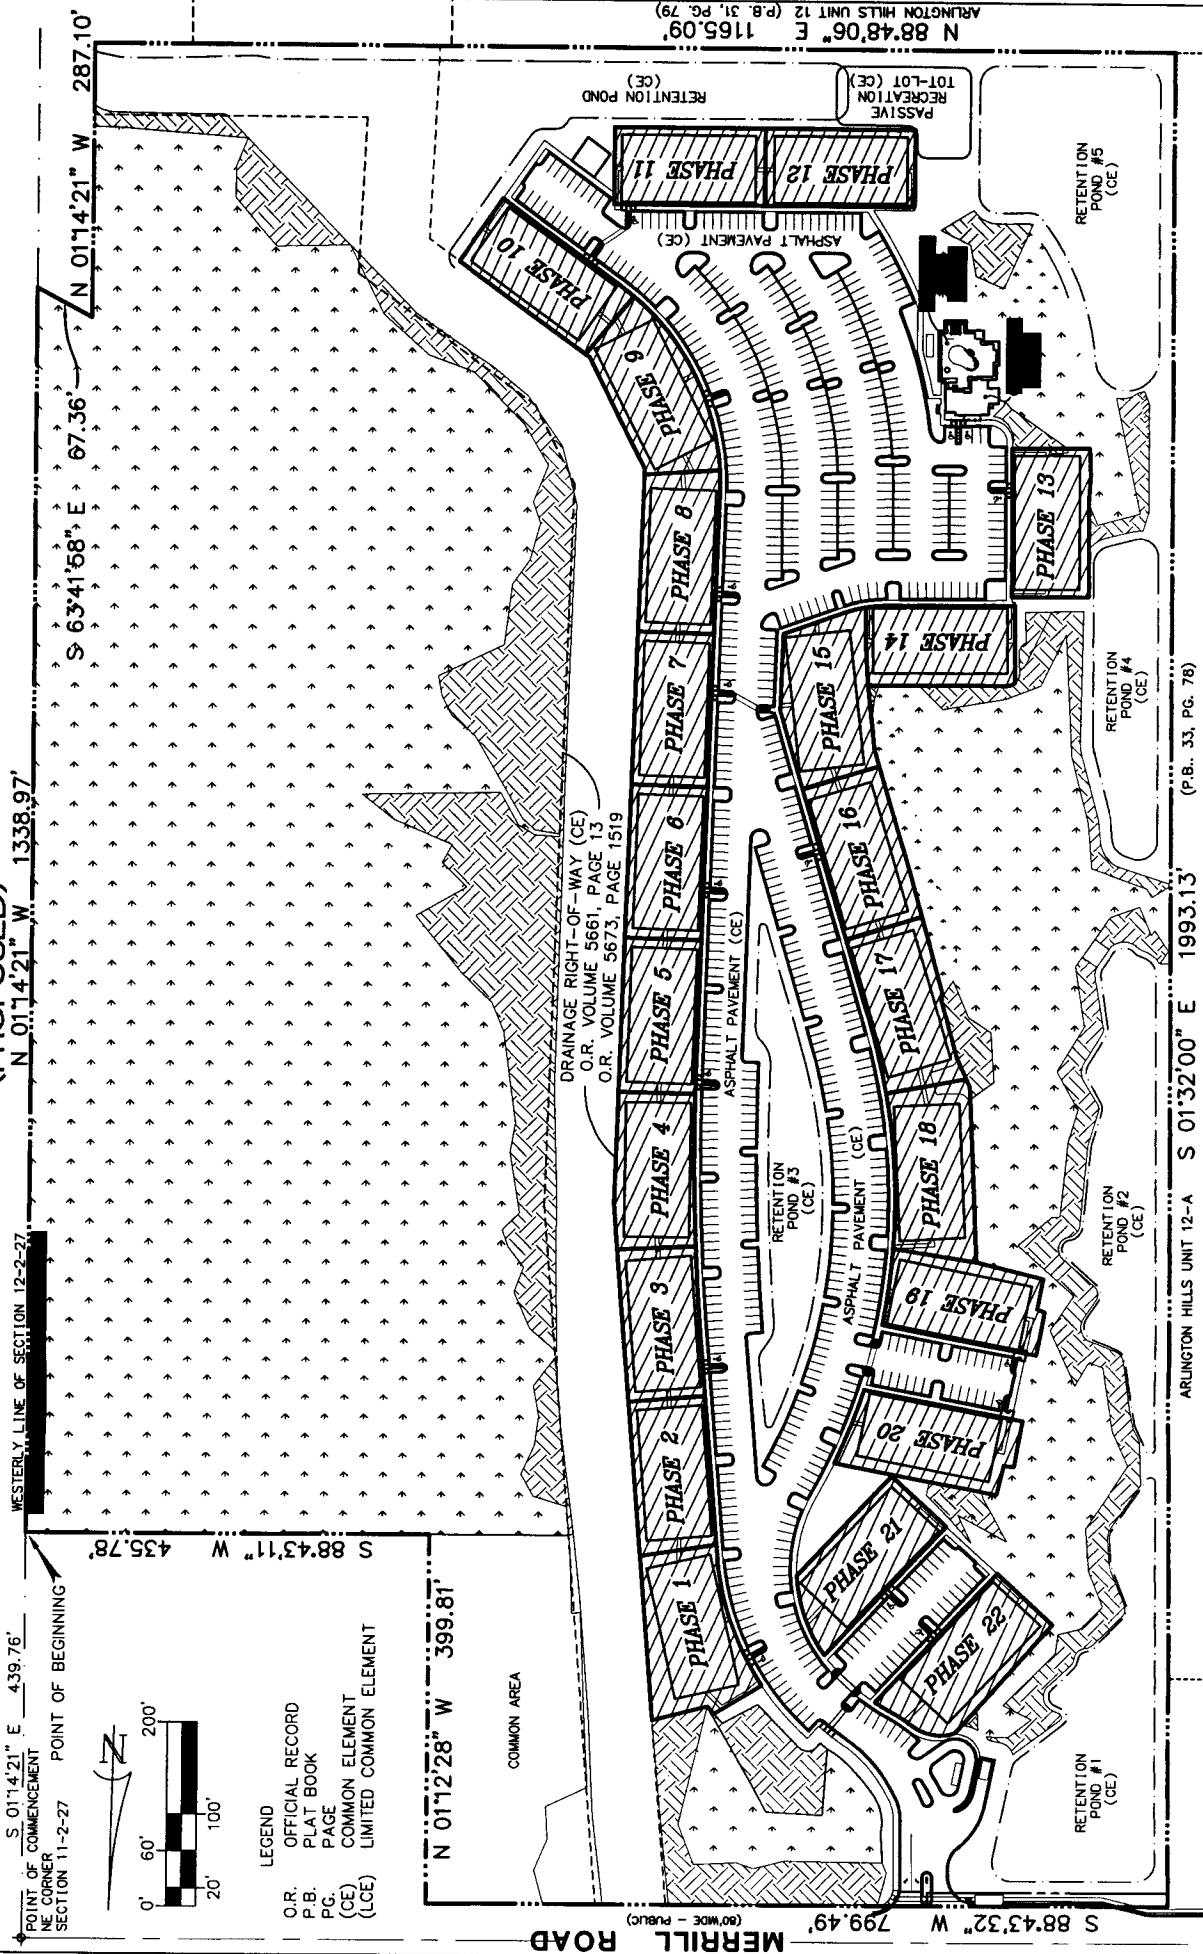 S 01°14'21" E 439.76'
POINT OF COMMENCEMENT
NE CORNER
SECTION 11-2-27
POINT OF BEGINNING
WESTERLY LINE OF SECTION 12-2-27
N 01°14'21" W 1338.97'
S 63°41'58" E 67.36'
N 01°14'21" W 287.10'
S 88°43'11" W 435.78'
N 01°12'28" W 399.81'
COMMON AREA
N
0' 60' 200'
20' 100'
LEGEND
O.R. OFFICIAL RECORD
P.B. PLAT BOOK
PG. PAGE
(CE) COMMON ELEMENT
(LCE) LIMITED COMMON ELEMENT
MERRILL ROAD
(80' WIDE - PUBLIC)
S 88°43'32" W 799.49'
DRAINAGE RIGHT-OF-WAY (CE)
O.R. VOLUME 5661, PAGE 13
O.R. VOLUME 5673, PAGE 1519
PHASE 1
PHASE 2
PHASE 3
PHASE 4
PHASE 5
PHASE 6
PHASE 7
PHASE 8
PHASE 9
PHASE 10
PHASE 11
PHASE 12
PHASE 13
PHASE 14
PHASE 15
PHASE 16
PHASE 17
PHASE 18
PHASE 19
PHASE 20
PHASE 21
PHASE 22
ASPHALT PAVEMENT (CE)
ASPHALT PAVEMENT (CE)
ASPHALT PAVEMENT (CE)
RETENTION POND
(CE)
PASSIVE
RECREATION
TOT-LOT (CE)
RETENTION
POND #1
(CE)
RETENTION
POND #2
(CE)
RETENTION
POND #3
(CE)
RETENTION
POND #4
(CE)
RETENTION
POND #5
(CE)
N 88°48'06" E 1165.09'
ARLINGTON HILLS UNIT 12 (P.B. 31, PG. 79)
ARLINGTON HILLS UNIT 12-A
S 01°32'00" E 1993.13'
(P.B.. 33, PG. 78)